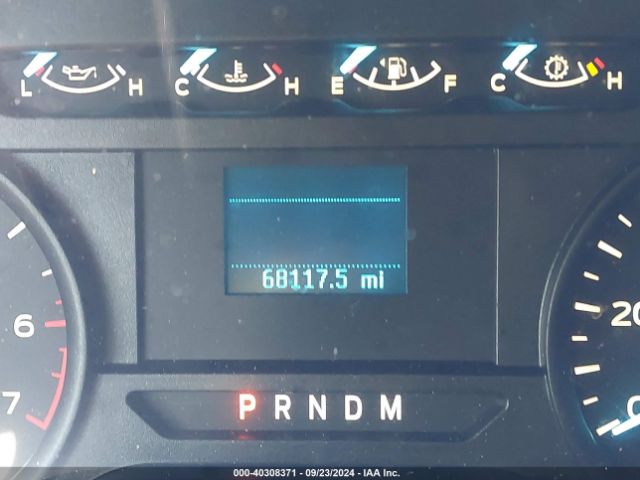 L H C H E F C H
68117.5 mi
6
7
20
0
P R N D M
000-40308371 - 09/23/2024 - IAA Inc.